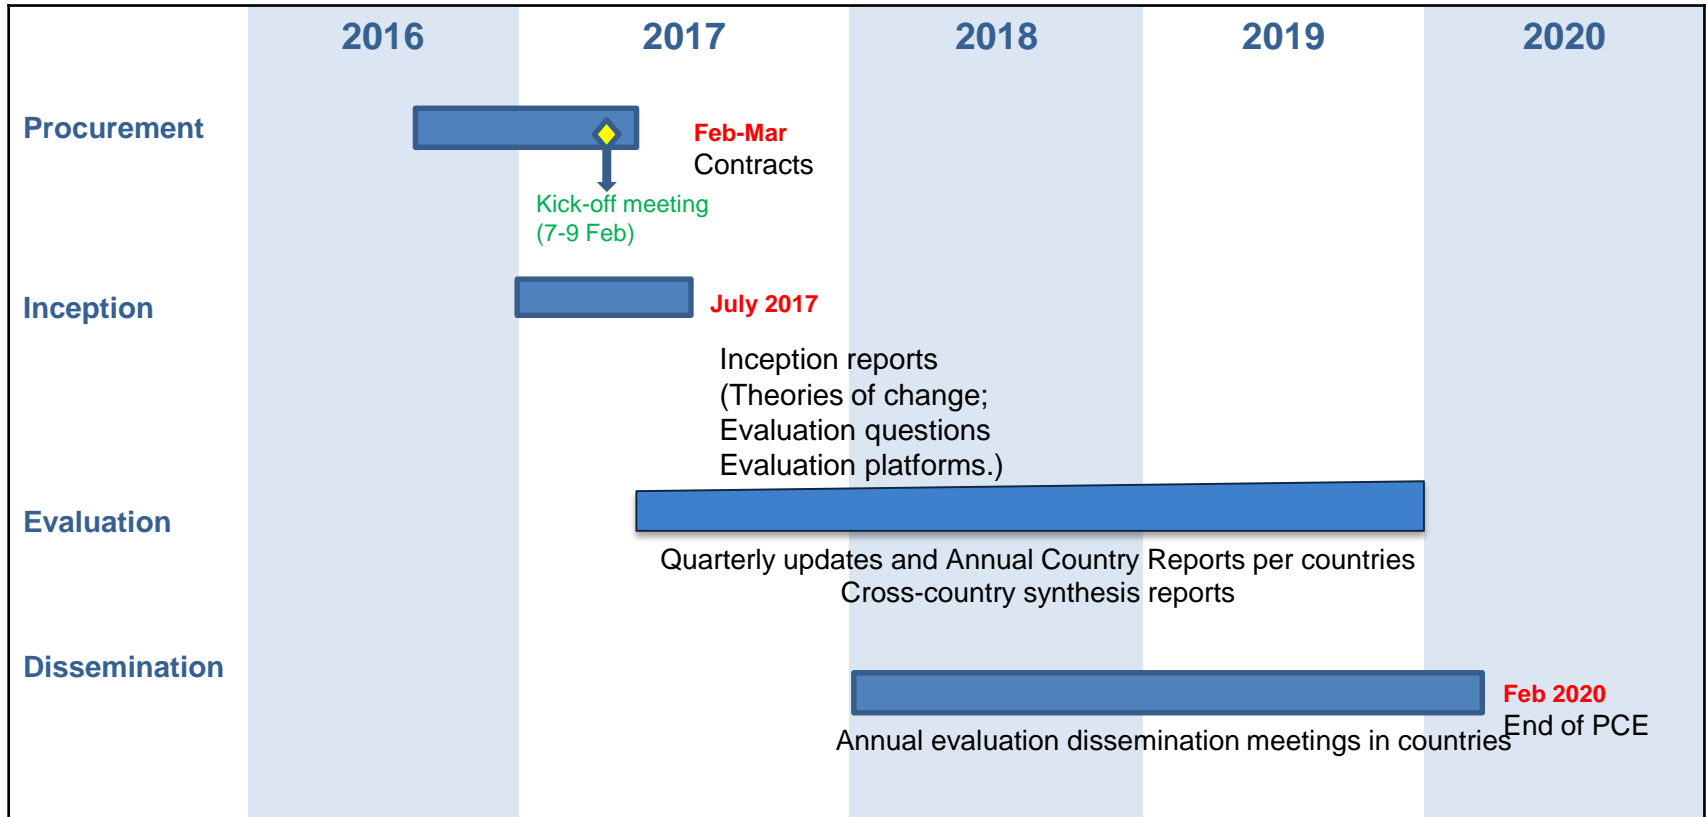 2016 2017 2018 2019 2020
Procurement
Feb-Mar
Contracts
Kick-off meeting
(7-9 Feb)
Inception
July 2017
Inception reports
(Theories of change;
Evaluation questions
Evaluation platforms.)
Evaluation
Quarterly updates and Annual Country Reports per countries
Cross-country synthesis reports
Dissemination
Feb 2020
End of PCE
Annual evaluation dissemination meetings in countries